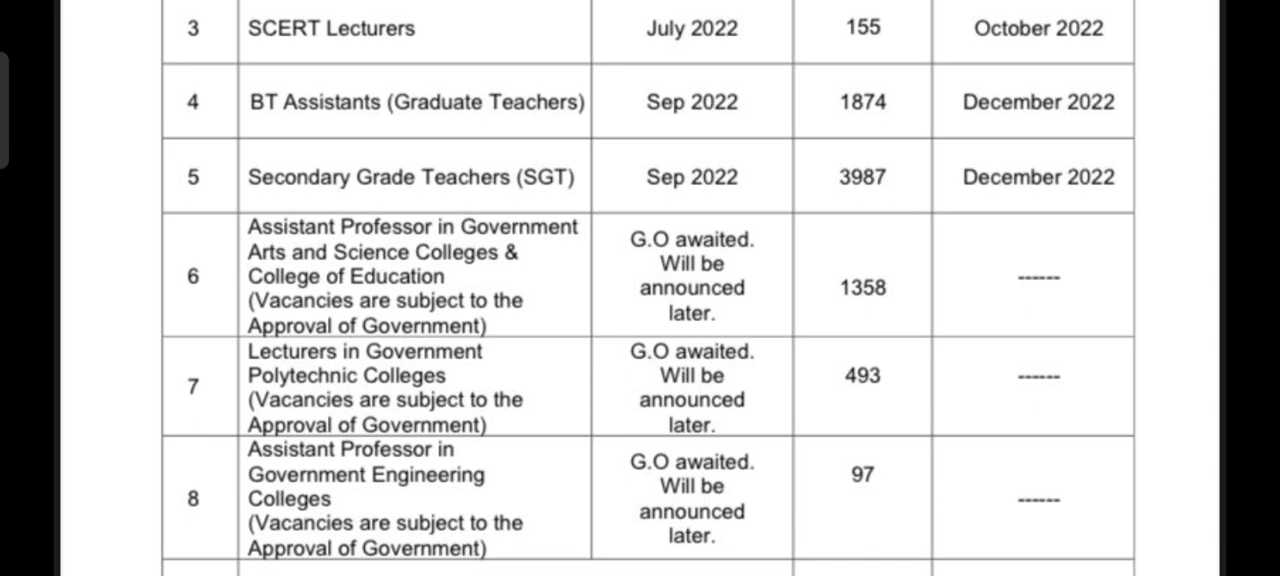 3 SCERT Lecturers July 2022 155 October 2022
4 BT Assistants (Graduate Teachers) Sep 2022 1874 December 2022
5 Secondary Grade Teachers (SGT) Sep 2022 3987 December 2022
6
Assistant Professor in Government
Arts and Science Colleges &
College of Education
(Vacancies are subject to the
Approval of Government)
G.O awaited.
Will be
announced
later.
1358
------
7
Lecturers in Government
Polytechnic Colleges
(Vacancies are subject to the
Approval of Government)
G.O awaited.
Will be
announced
later.
493
------
8
Assistant Professor in
Government Engineering
Colleges
(Vacancies are subject to the
Approval of Government)
G.O awaited.
Will be
announced
later.
97
------